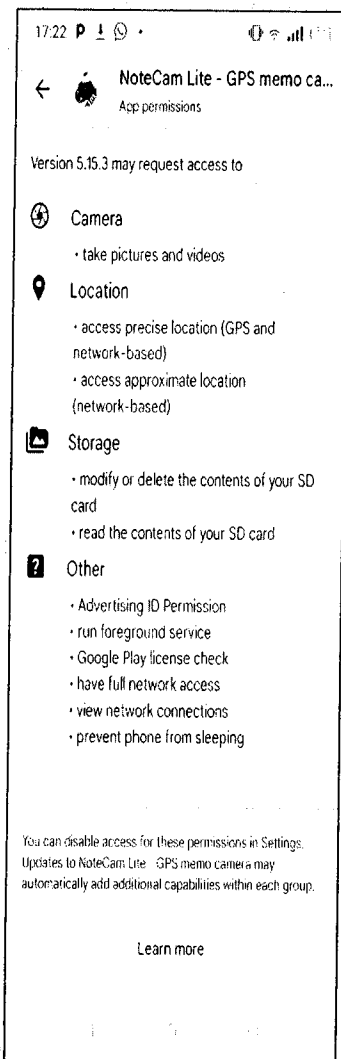 17:22 P
NoteCam Lite - GPS memo ca...
App permissions
Version 5.15.3 may request access to
Camera
• take pictures and videos
Location
• access precise location (GPS and
network-based)
• access approximate location
(network-based)
Storage
• modify or delete the contents of your SD
card
• read the contents of your SD card
? Other
• Advertising ID Permission
• run foreground service
• Google Play license check
• have full network access
• view network connections
• prevent phone from sleeping
You can disable access for these permissions in Settings.
Updates to NoteCam Lite - GPS memo camera may
automatically add additional capabilities within each group.
Learn more